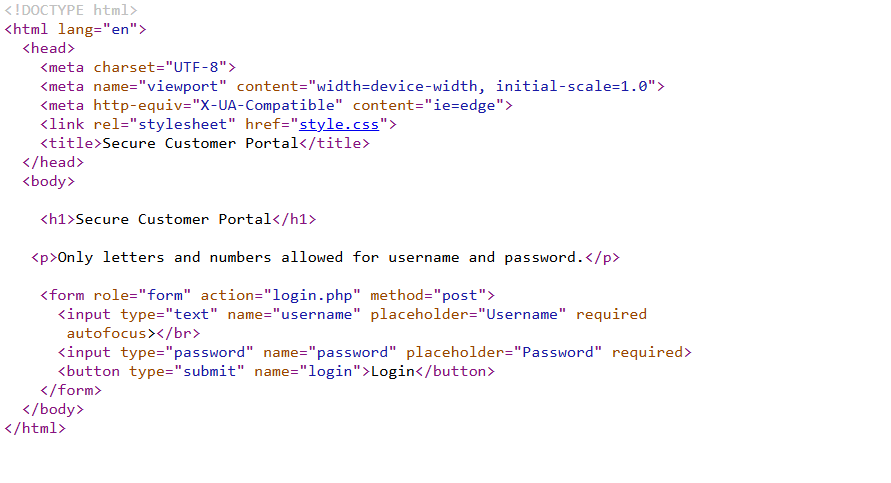 <!DOCTYPE html>
<html lang="en">
<head>
<meta charset="UTF-8">
<meta name="viewport" content="width=device-width, initial-scale=1.0">
<meta http-equiv="X-UA-Compatible" content="ie=edge">
<link rel="stylesheet" href="style.css">
<title>Secure Customer Portal</title>
</head>
<body>
<h1>Secure Customer Portal</h1>
<p>Only letters and numbers allowed for username and password.</p>
<form role="form" action="login.php" method="post">
<input type="text" name="username" placeholder="Username" required
autofocus></br>
<input type="password" name="password" placeholder="Password" required>
<button type="submit" name="login">Login</button>
</form>
</body>
</html>